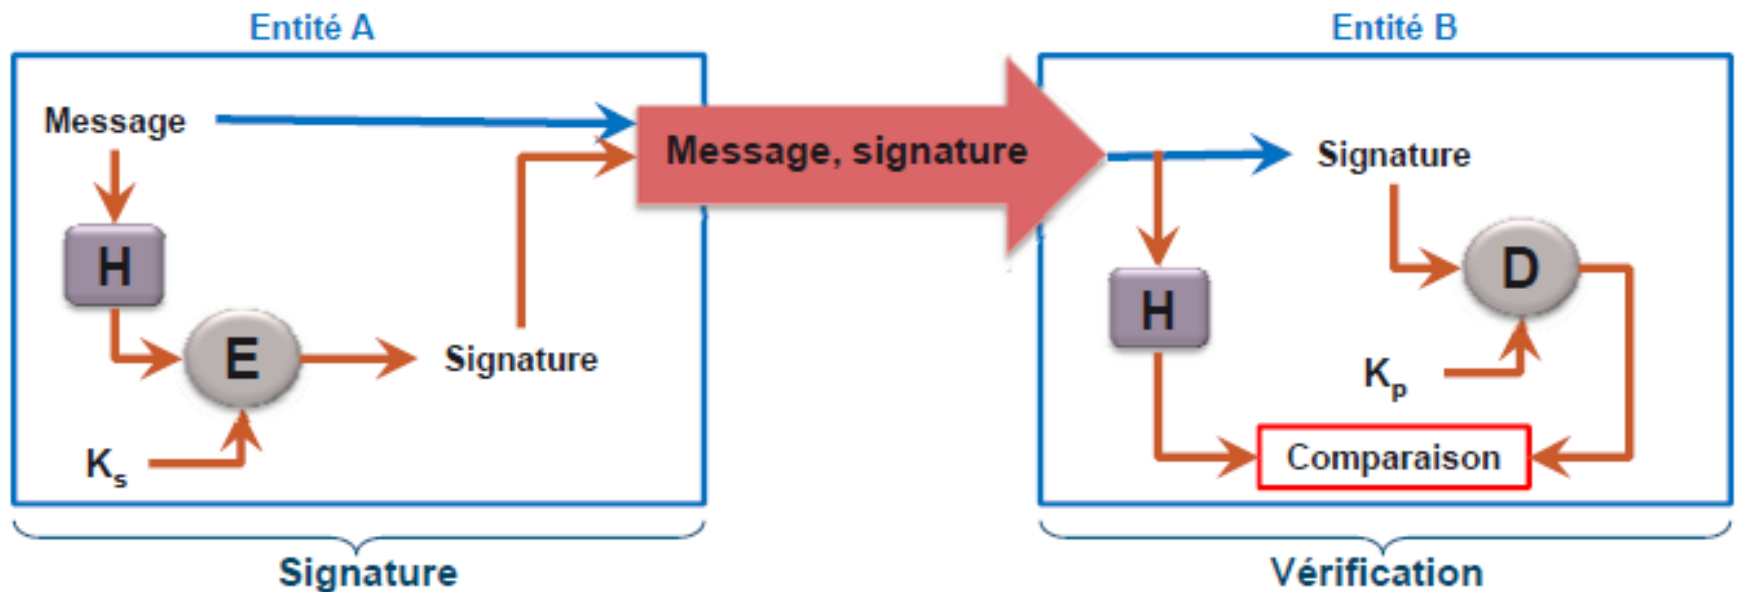 Entité A
Entité B
Message
Message, signature
Signature
H
H
D
E
Signature
Kp
Ks
Comparaison
Signature
Vérification